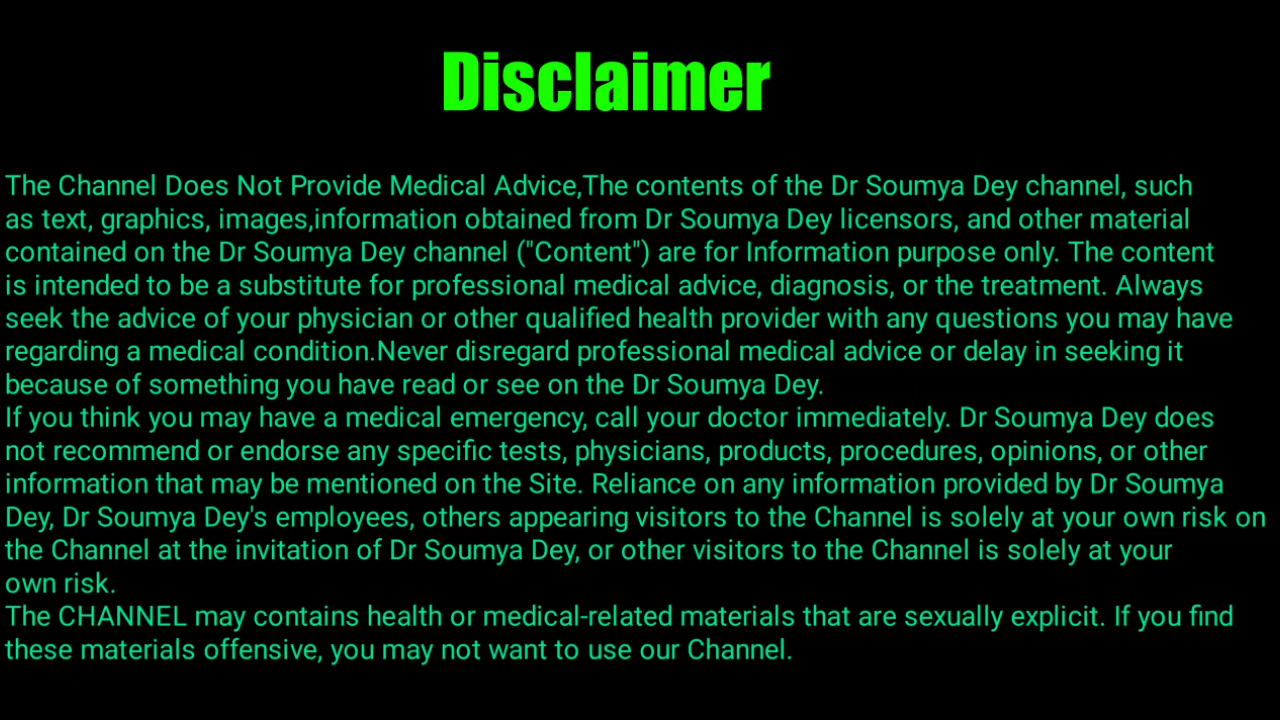 Disclaimer
The Channel Does Not Provide Medical Advice,The contents of the Dr Soumya Dey channel, such
as text, graphics, images,information obtained from Dr Soumya Dey licensors, and other material
contained on the Dr Soumya Dey channel ("Content") are for Information purpose only. The content
is intended to be a substitute for professional medical advice, diagnosis, or the treatment. Always
seek the advice of your physician or other qualified health provider with any questions you may have
regarding a medical condition.Never disregard professional medical advice or delay in seeking it
because of something you have read or see on the Dr Soumya Dey.
If you think you may have a medical emergency, call your doctor immediately. Dr Soumya Dey does
not recommend or endorse any specific tests, physicians, products, procedures, opinions, or other
information that may be mentioned on the Site. Reliance on any information provided by Dr Soumya
Dey, Dr Soumya Dey's employees, others appearing visitors to the Channel is solely at your own risk on
the Channel at the invitation of Dr Soumya Dey, or other visitors to the Channel is solely at your
own risk.
The CHANNEL may contains health or medical-related materials that are sexually explicit. If you find
these materials offensive, you may not want to use our Channel.